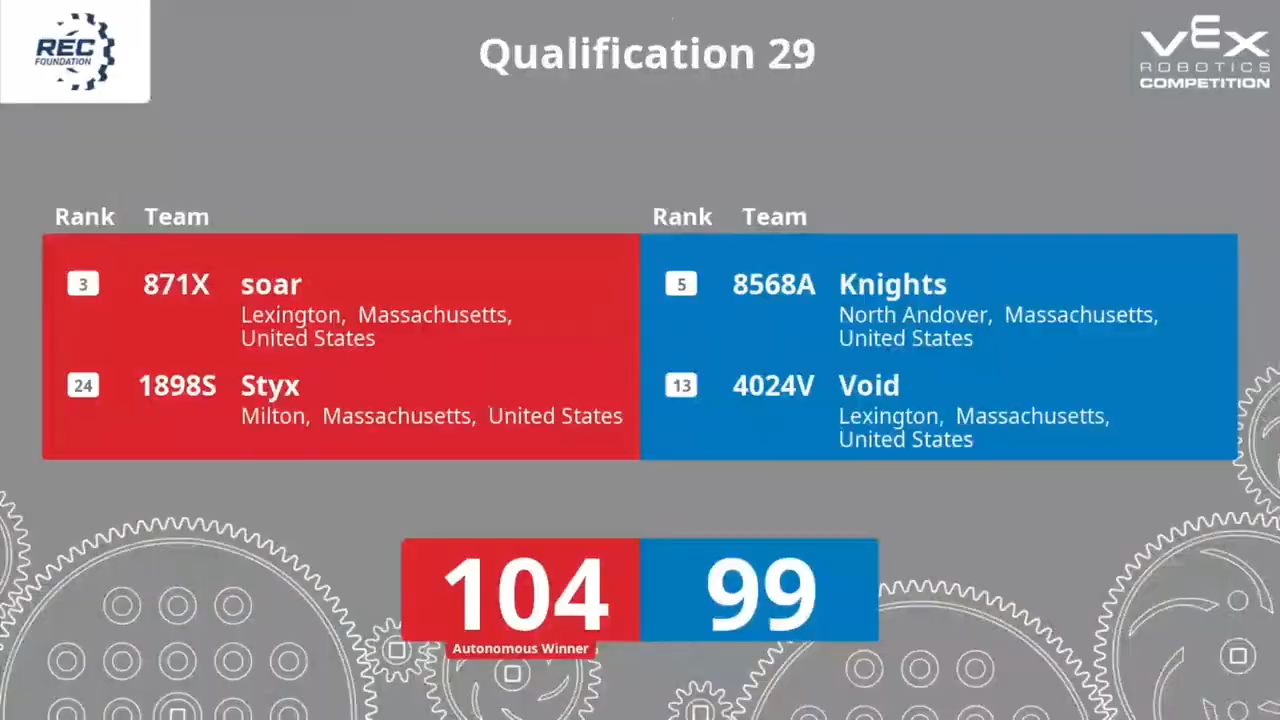 REC
FOUNDATION
Qualification 29
VEX
ROBOTICS
COMPETITION
Rank Team
3 871X soar
Lexington, Massachusetts,
United States
24 1898S Styx
Milton, Massachusetts, United States
Rank Team
5 8568A Knights
North Andover, Massachusetts,
United States
13 4024V Void
Lexington, Massachusetts,
United States
104 99
Autonomous Winner